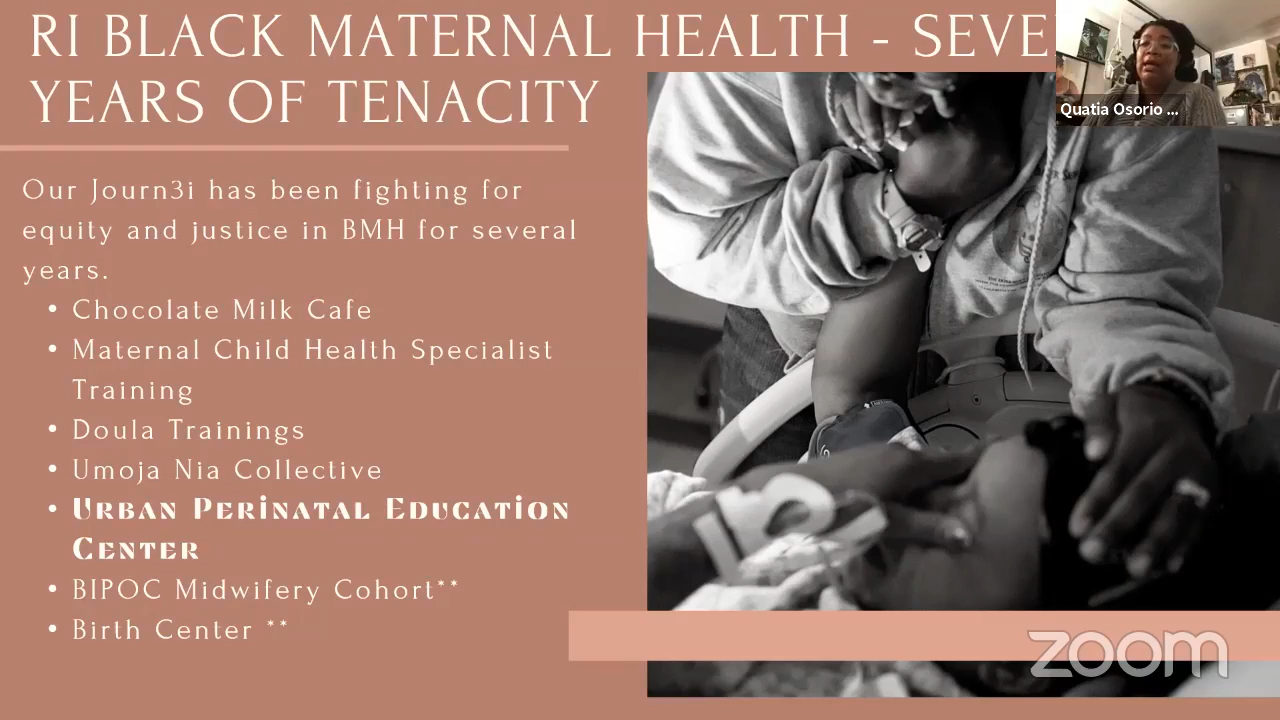 RI BLACK MATERNAL HEALTH - SEVE
YEARS OF TENACITY
Quatia Osorio ...
Our Journ3i has been fighting for
equity and justice in BMH for several
years.
• Chocolate Milk Cafe
• Maternal Child Health Specialist
Training
• Doula Trainings
• Umoja Nia Collective
• Urban Perinatal Education
Center
• BIPOC Midwifery Cohort**
• Birth Center **
zoom